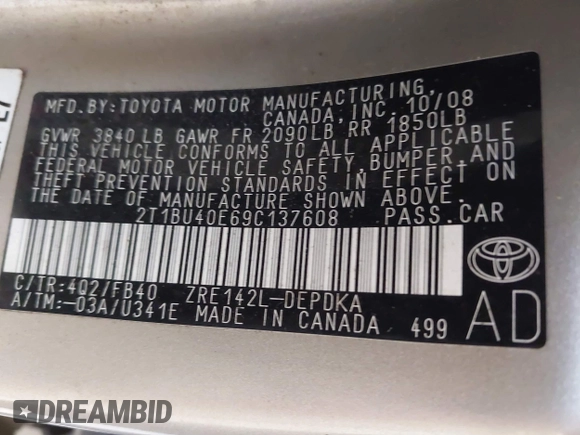 MFD.BY:TOYOTA MOTOR MANUFACTURING,
CANADA,INC. 10/08
GVWR 3840LB GAWR FR 2090LB RR 1850LB
THIS VEHICLE CONFORMS TO ALL APPLICABLE
FEDERAL MOTOR VEHICLE SAFETY,BUMPER,AND
THEFT PREVENTION STANDARDS IN EFFECT ON
THE DATE OF MANUFACTURE SHOWN ABOVE.
2T1BU40E69C137608 PASS.CAR
C/TR:4Q2/FB40 ZRE142L-DEPDKA
A/TM:-03A/U341E MADE IN CANADA 499
AD
DREAMBID